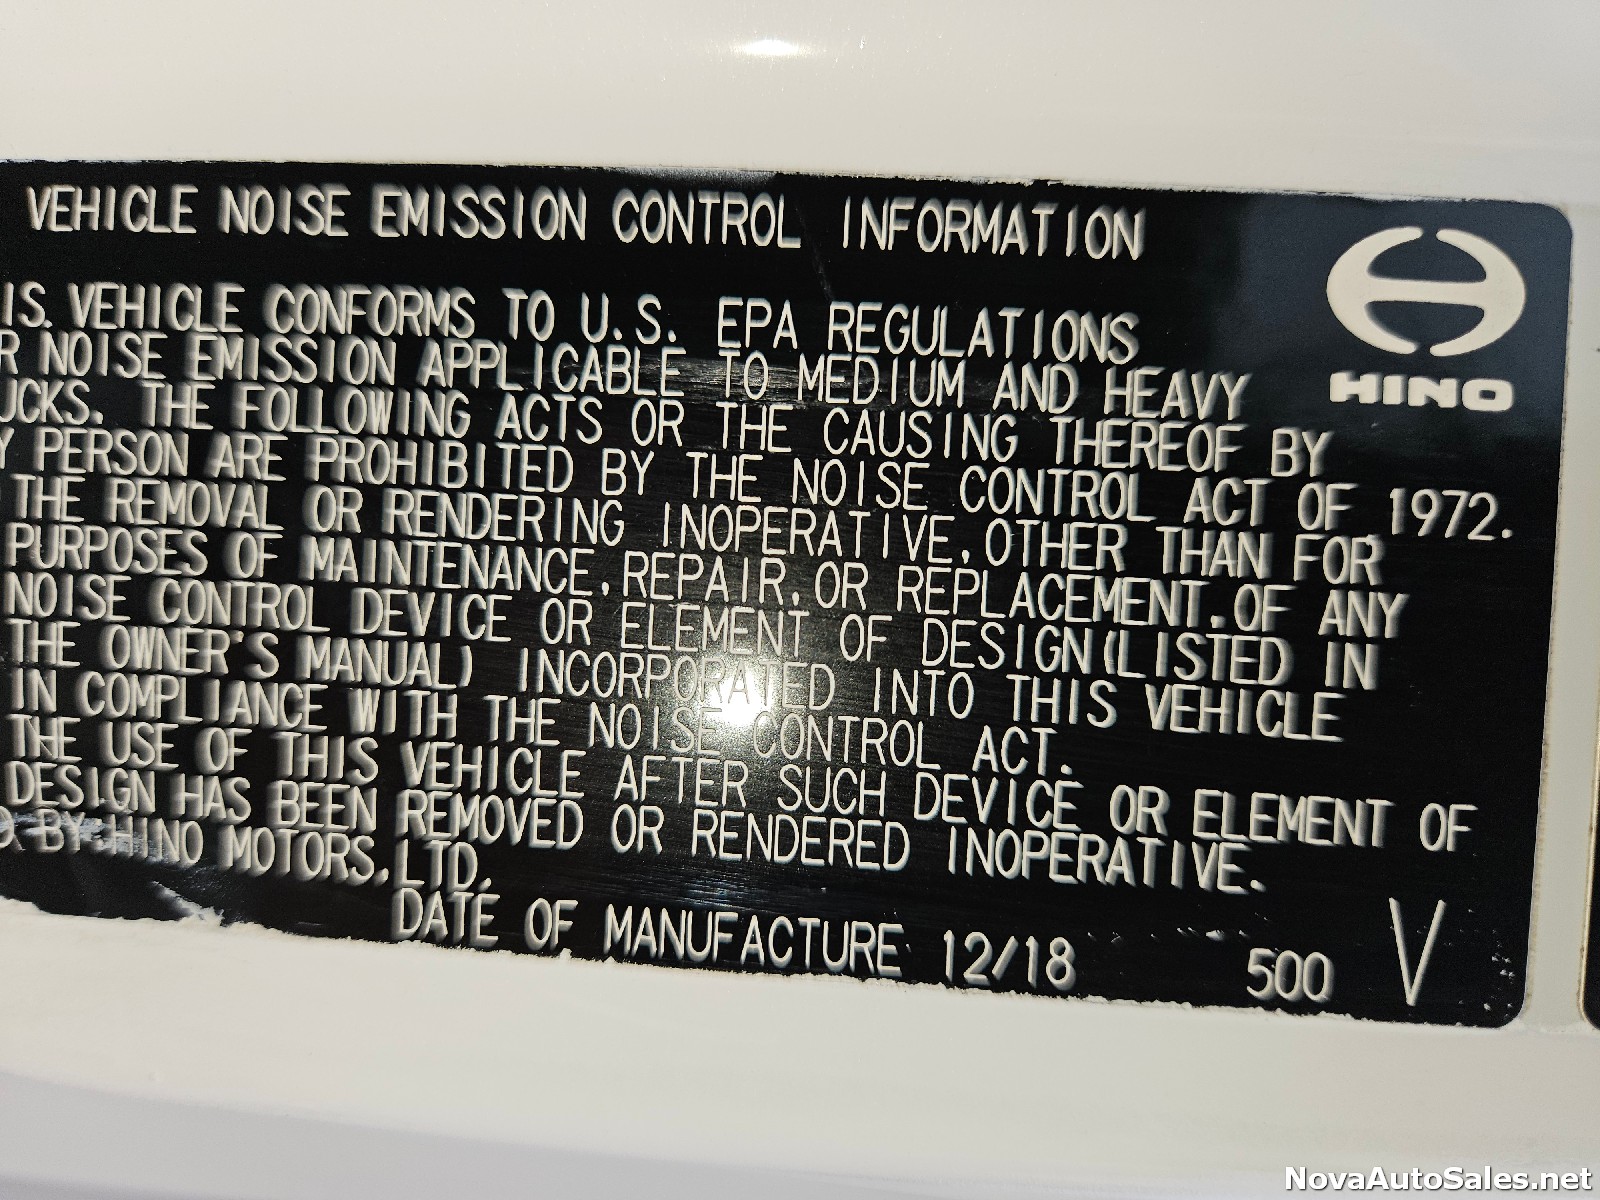 VEHICLE NOISE EMISSION CONTROL INFORMATION
HINO
IS VEHICLE CONFORMS TO U.S. EPA REGULATIONS
R NOISE EMISSION APPLICABLE TO MEDIUM AND HEAVY
UCKS. THE FOLLOWING ACTS OR THE CAUSING THEREOF BY
Y PERSON ARE PROHIBITED BY THE NOISE CONTROL ACT OF 1972.
THE REMOVAL OR RENDERING INOPERATIVE, OTHER THAN FOR
PURPOSES OF MAINTENANCE, REPAIR, OR REPLACEMENT, OF ANY
NOISE CONTROL DEVICE OR ELEMENT OF DESIGN (LISTED IN
THE OWNER'S MANUAL) INCORPORATED INTO THIS VEHICLE
IN COMPLIANCE WITH THE NOISE CONTROL ACT.
THE USE OF THIS VEHICLE AFTER SUCH DEVICE OR ELEMENT OF
DESIGN HAS BEEN REMOVED OR RENDERED INOPERATIVE.
D BY HINO MOTORS, LTD.
DATE OF MANUFACTURE 12/18 500 V
NovaAutoSales.net